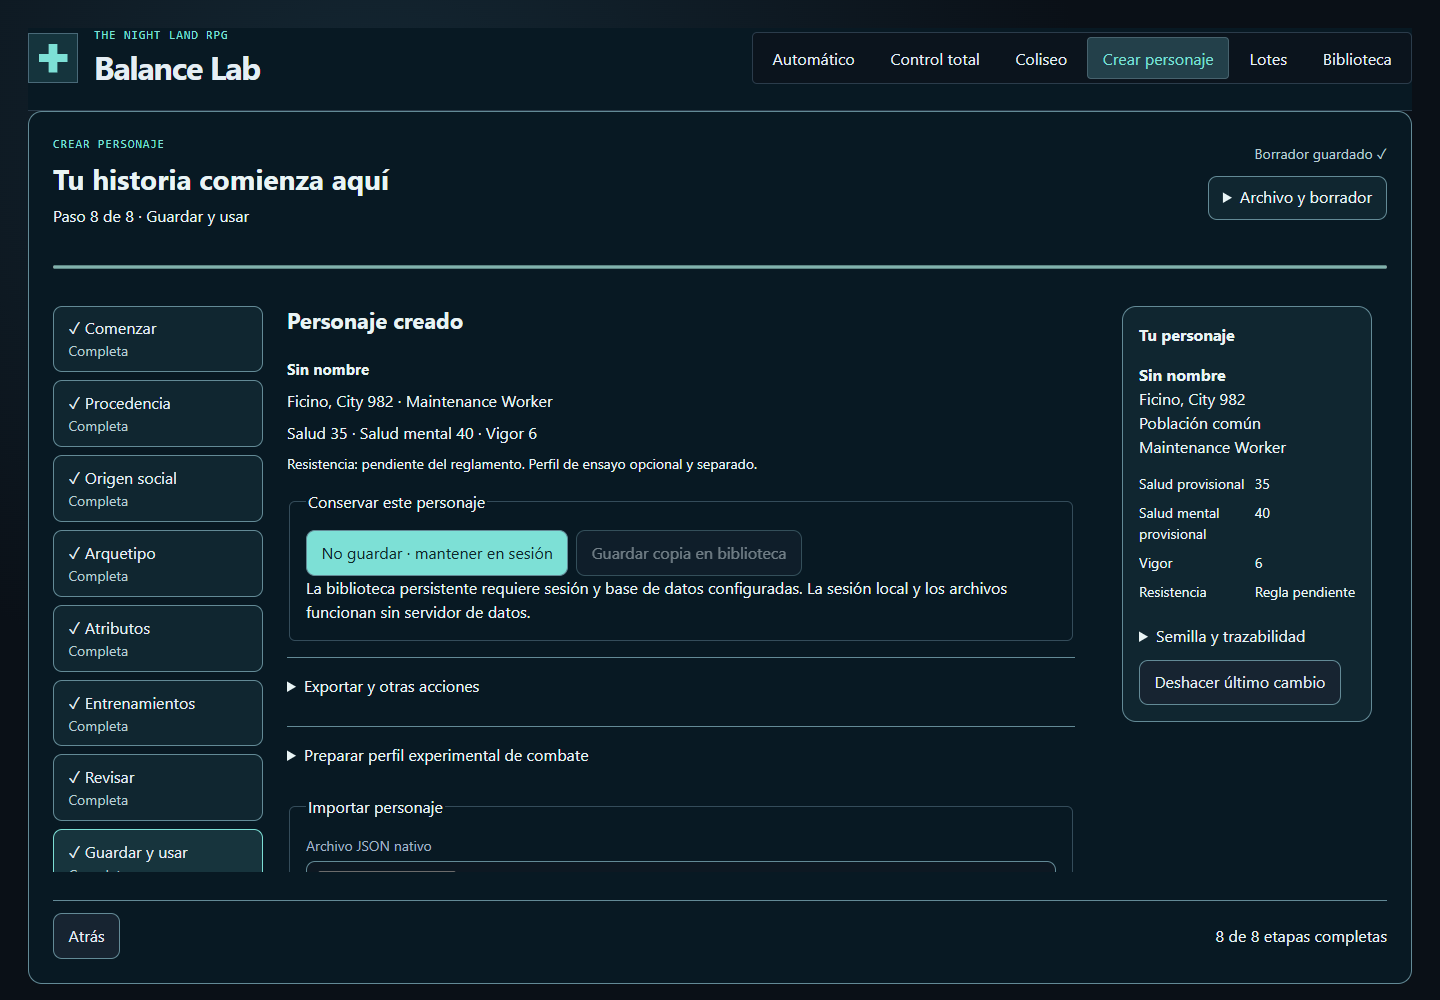 THE NIGHT LAND RPG
Balance Lab
Automático
Control total
Coliseo
Crear personaje
Lotes
Biblioteca
CREAR PERSONAJE
Tu historia comienza aquí
Paso 8 de 8 · Guardar y usar
Borrador guardado ✓
▶ Archivo y borrador
✓ Comenzar
Completa
✓ Procedencia
Completa
✓ Origen social
Completa
✓ Arquetipo
Completa
✓ Atributos
Completa
✓ Entrenamientos
Completa
✓ Revisar
Completa
✓ Guardar y usar
Personaje creado
Sin nombre
Ficino, City 982 · Maintenance Worker
Salud 35 · Salud mental 40 · Vigor 6
Resistencia: pendiente del reglamento. Perfil de ensayo opcional y separado.
Conservar este personaje
No guardar · mantener en sesión
Guardar copia en biblioteca
La biblioteca persistente requiere sesión y base de datos configuradas. La sesión local y los archivos
funcionan sin servidor de datos.
▶ Exportar y otras acciones
▶ Preparar perfil experimental de combate
Importar personaje
Archivo JSON nativo
Tu personaje
Sin nombre
Ficino, City 982
Población común
Maintenance Worker
Salud provisional 35
Salud mental 40
provisional
Vigor 6
Resistencia Regla pendiente
▶ Semilla y trazabilidad
Deshacer último cambio
Atrás
8 de 8 etapas completas